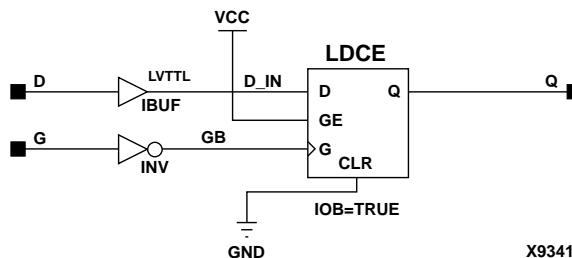 VCC
LDCE
D
LVTTL
D_IN
D
Q
Q
IBUF
GE
G
GB
G
INV
CLR
IOB=TRUE
GND
X9341